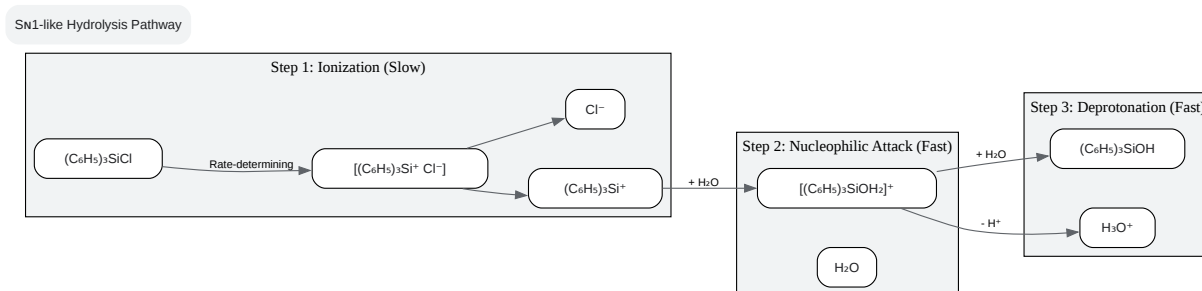 Sɴ1-like Hydrolysis Pathway
Step 1: Ionization (Slow)
(C₆H₅)₃SiCl
Rate-determining
[(C₆H₅)₃Si⁺ Cl⁻]
Cl⁻
(C₆H₅)₃Si⁺
+ H₂O
Step 2: Nucleophilic Attack (Fast)
[(C₆H₅)₃SiOH₂]⁺
H₂O
+ H₂O
- H⁺
Step 3: Deprotonation (Fast)
(C₆H₅)₃SiOH
H₃O⁺